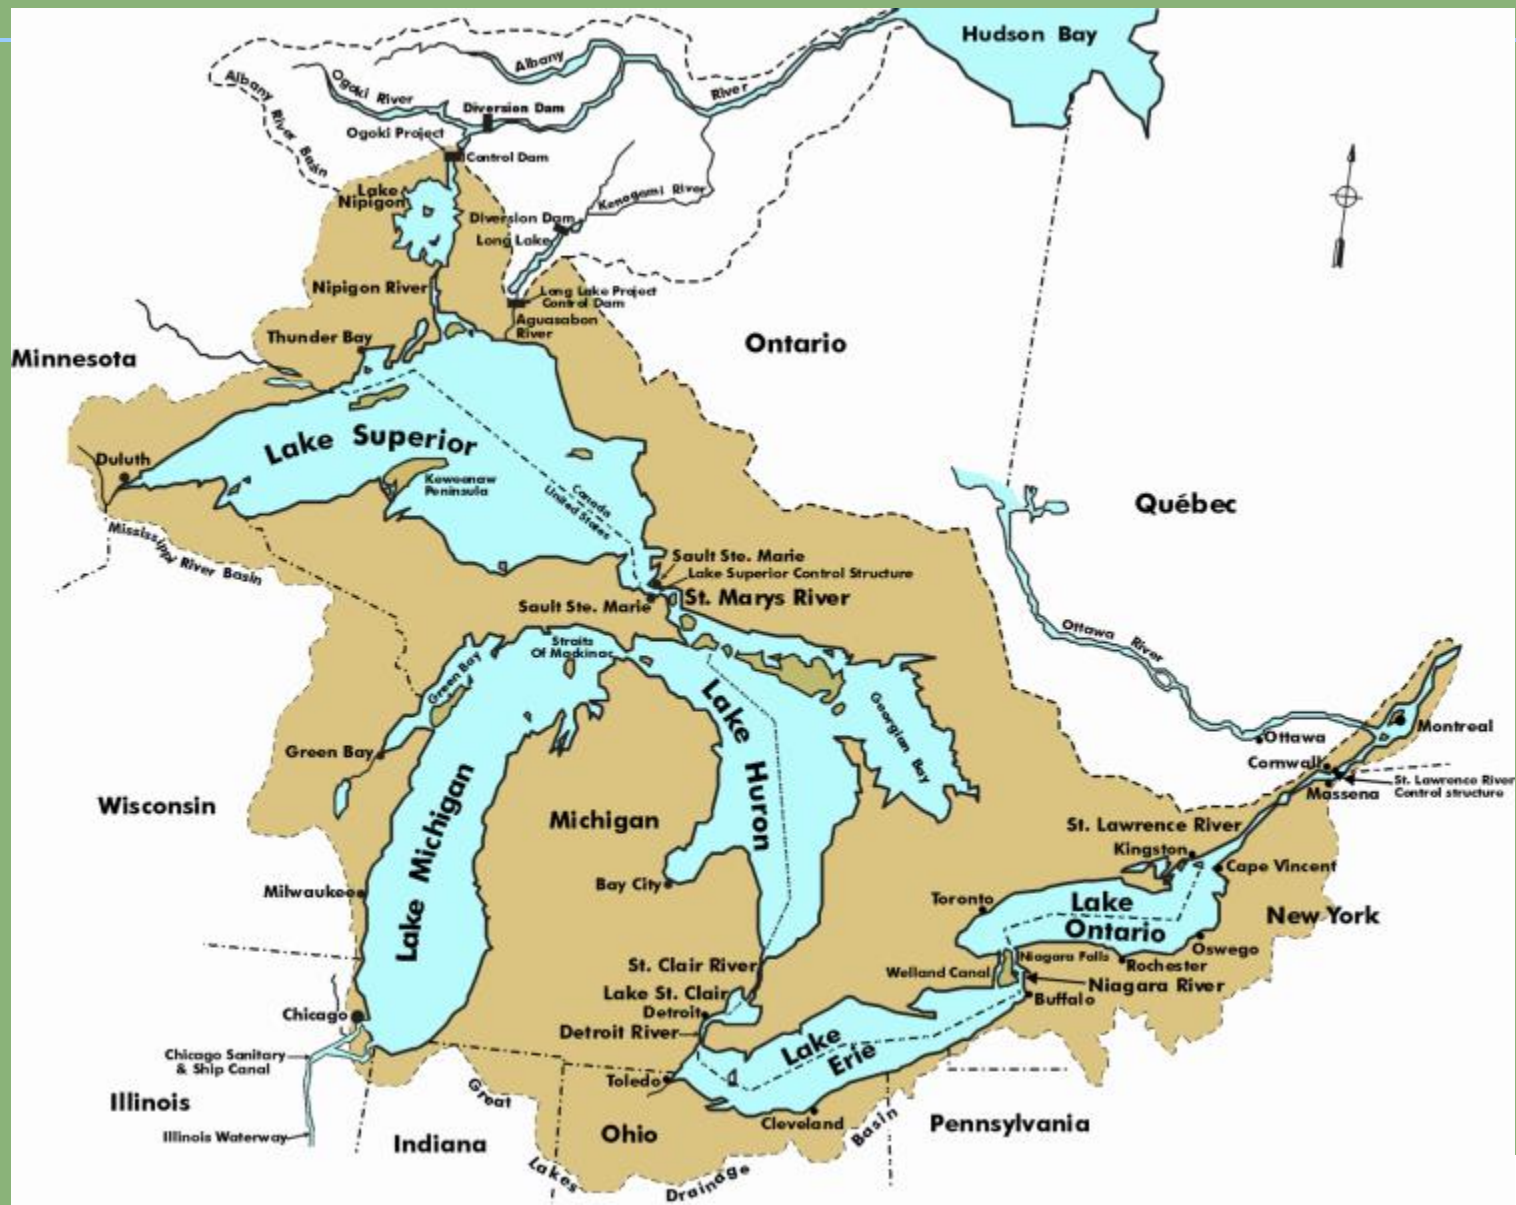 Hudson Bay
Albany
River
Ogoki River
Albany River Basin
Diversion Dam
Ogoki Project
Control Dam
Lake
Nipigon
Kenogami River
Diversion Dam
Long Lake
Nipigon River
Long Lake Project
Control Dam
Aguasabon
River
Thunder Bay
Minnesota
Ontario
Lake Superior
Duluth
Keweenaw
Peninsula
Canada
United States
Québec
Mississippi River Basin
Sault Ste. Marie
Lake Superior Control Structure
St. Marys River
Sault Ste. Marie
Straits
Of Mackinac
Ottawa River
Green Bay
Lake Huron
Georgian Bay
Green Bay
Ottawa
Montreal
Cornwall
Massena
St. Lawrence River
Control structure
Wisconsin
Lake Michigan
Michigan
St. Lawrence River
Kingston
Cape Vincent
Milwaukee
Bay City
Toronto
Lake
Ontario
New York
Oswego
Rochester
Niagara Falls
Welland Canal
Niagara River
Buffalo
St. Clair River
Lake St. Clair
Detroit
Detroit River
Chicago
Chicago Sanitary
& Ship Canal
Lake
Erie
Toledo
Cleveland
Illinois
Illinois Waterway
Indiana
Ohio
Pennsylvania
Great Lakes Drainage Basin